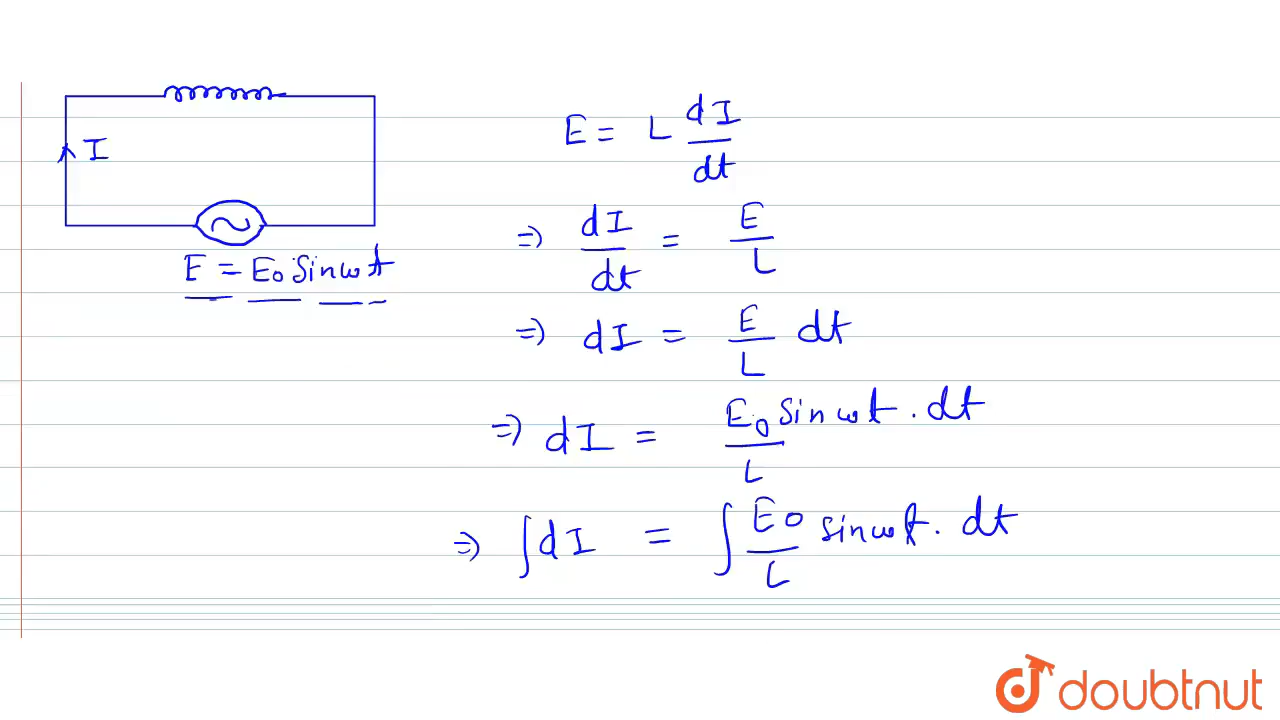 I
E = E₀ sinωt
E = L dI/dt
⇒ dI/dt = E/L
⇒ dI = E/L dt
⇒ dI = E₀/L sinωt . dt
⇒ ∫dI = ∫ E₀/L sinωt . dt
doubtnut